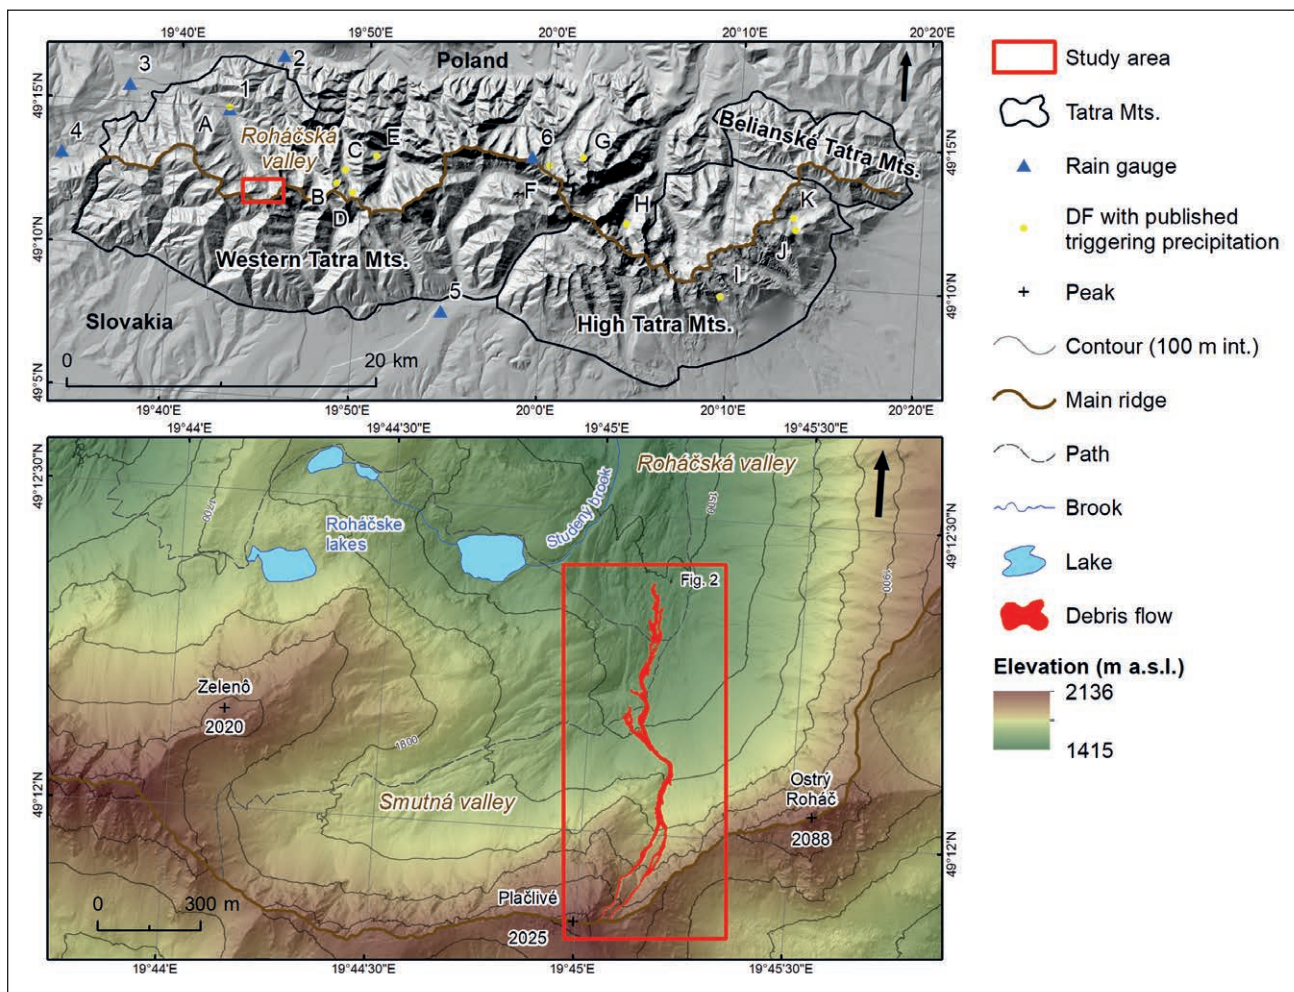 19°40'E
19°50'E
20°0'E
20°10'E
20°20'E
49°15'N
49°10'N
49°5'N
Poland
2
3
1
4
A
Roháčská
valley
E
C
B
D
6
G
F
H
Belianské Tatra Mts.
K
J
I
49°15'N
49°10'N
Western Tatra Mts.
5
High Tatra Mts.
Slovakia
0
20 km
19°40'E
19°50'E
20°0'E
20°10'E
20°20'E
19°44'E
19°44'30"E
19°45'E
19°45'30"E
49°12'30"N
49°12'N
Roháčská valley
1700
Roháčske
lakes
Studený brook
1570
1900
49°12'30"N
49°12'N
Fig. 2
Zelenô
2020
1800
Smutná valley
Ostrý
Roháč
2088
Plačlivé
2025
0
300 m
19°44'E
19°44'30"E
19°45'E
19°45'30"E
Study area
Tatra Mts.
Rain gauge
DF with published
triggering precipitation
Peak
Contour (100 m int.)
Main ridge
Path
Brook
Lake
Debris flow
Elevation (m a.s.l.)
2136
1415